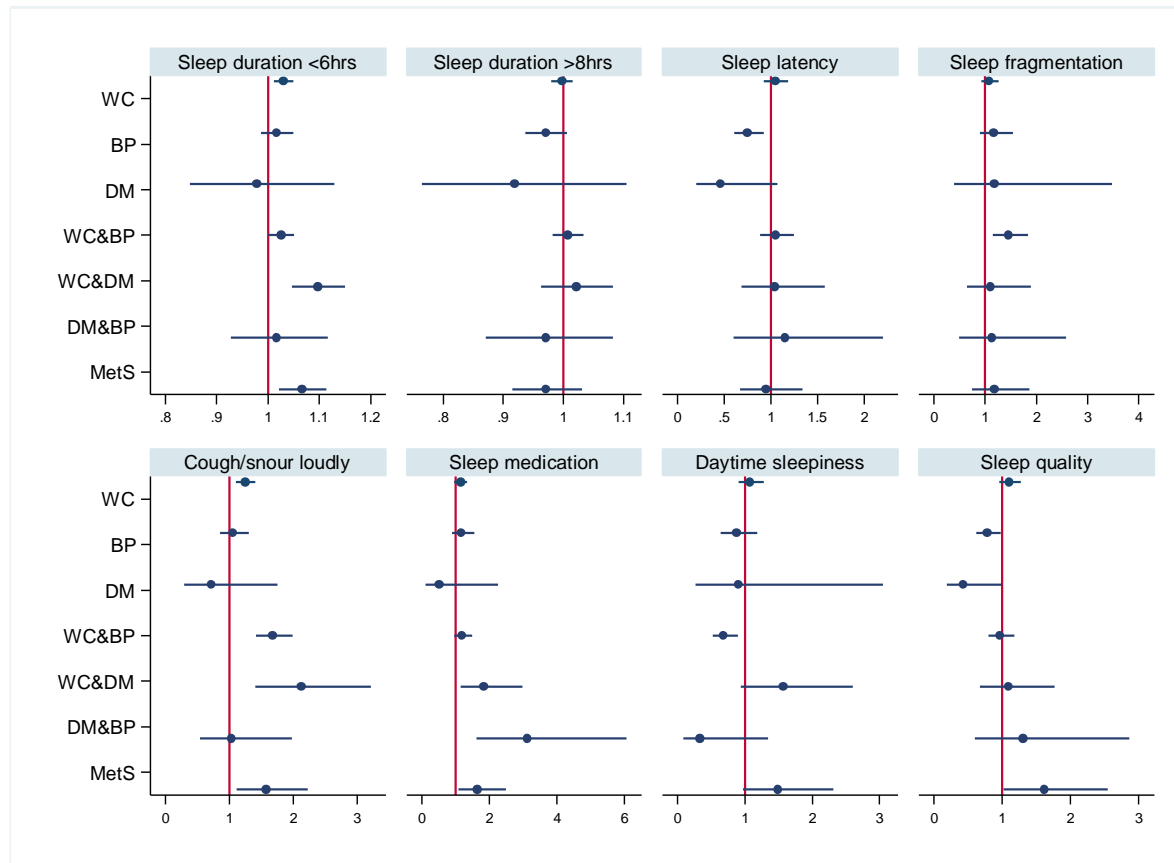 Sleep duration <6hrs Sleep duration >8hrs Sleep latency Sleep fragmentation
WC
BP
DM
WC&BP
WC&DM
DM&BP
MetS
.8 .9 1 1.1 1.2 .8 .9 1 1.1 0 .5 1 1.5 2 0 1 2 3 4
Cough/snour loudly Sleep medication Daytime sleepiness Sleep quality
WC
BP
DM
WC&BP
WC&DM
DM&BP
MetS
0 1 2 3 0 2 4 6 0 1 2 3 0 1 2 3